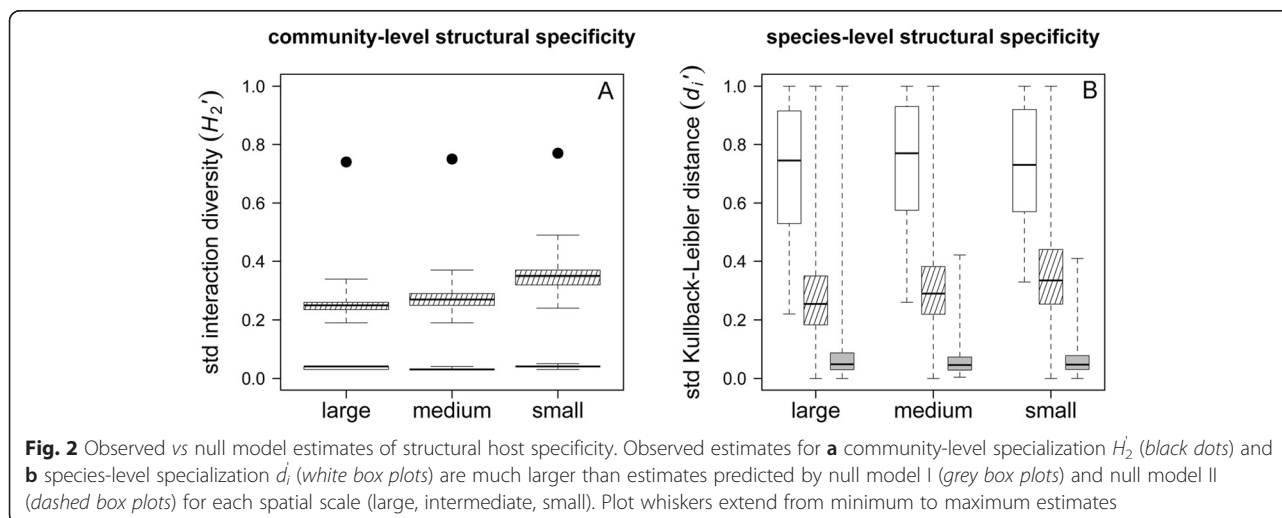 community-level structural specificity
A
std interaction diversity (H₂')
1.0
0.8
0.6
0.4
0.2
0.0
large
medium
small
species-level structural specificity
B
std Kullback-Leibler distance (dᵢ')
1.0
0.8
0.6
0.4
0.2
0.0
large
medium
small
Fig. 2 Observed vs null model estimates of structural host specificity. Observed estimates for a community-level specialization H₂' (black dots) and
b species-level specialization dᵢ' (white box plots) are much larger than estimates predicted by null model I (grey box plots) and null model II
(dashed box plots) for each spatial scale (large, intermediate, small). Plot whiskers extend from minimum to maximum estimates